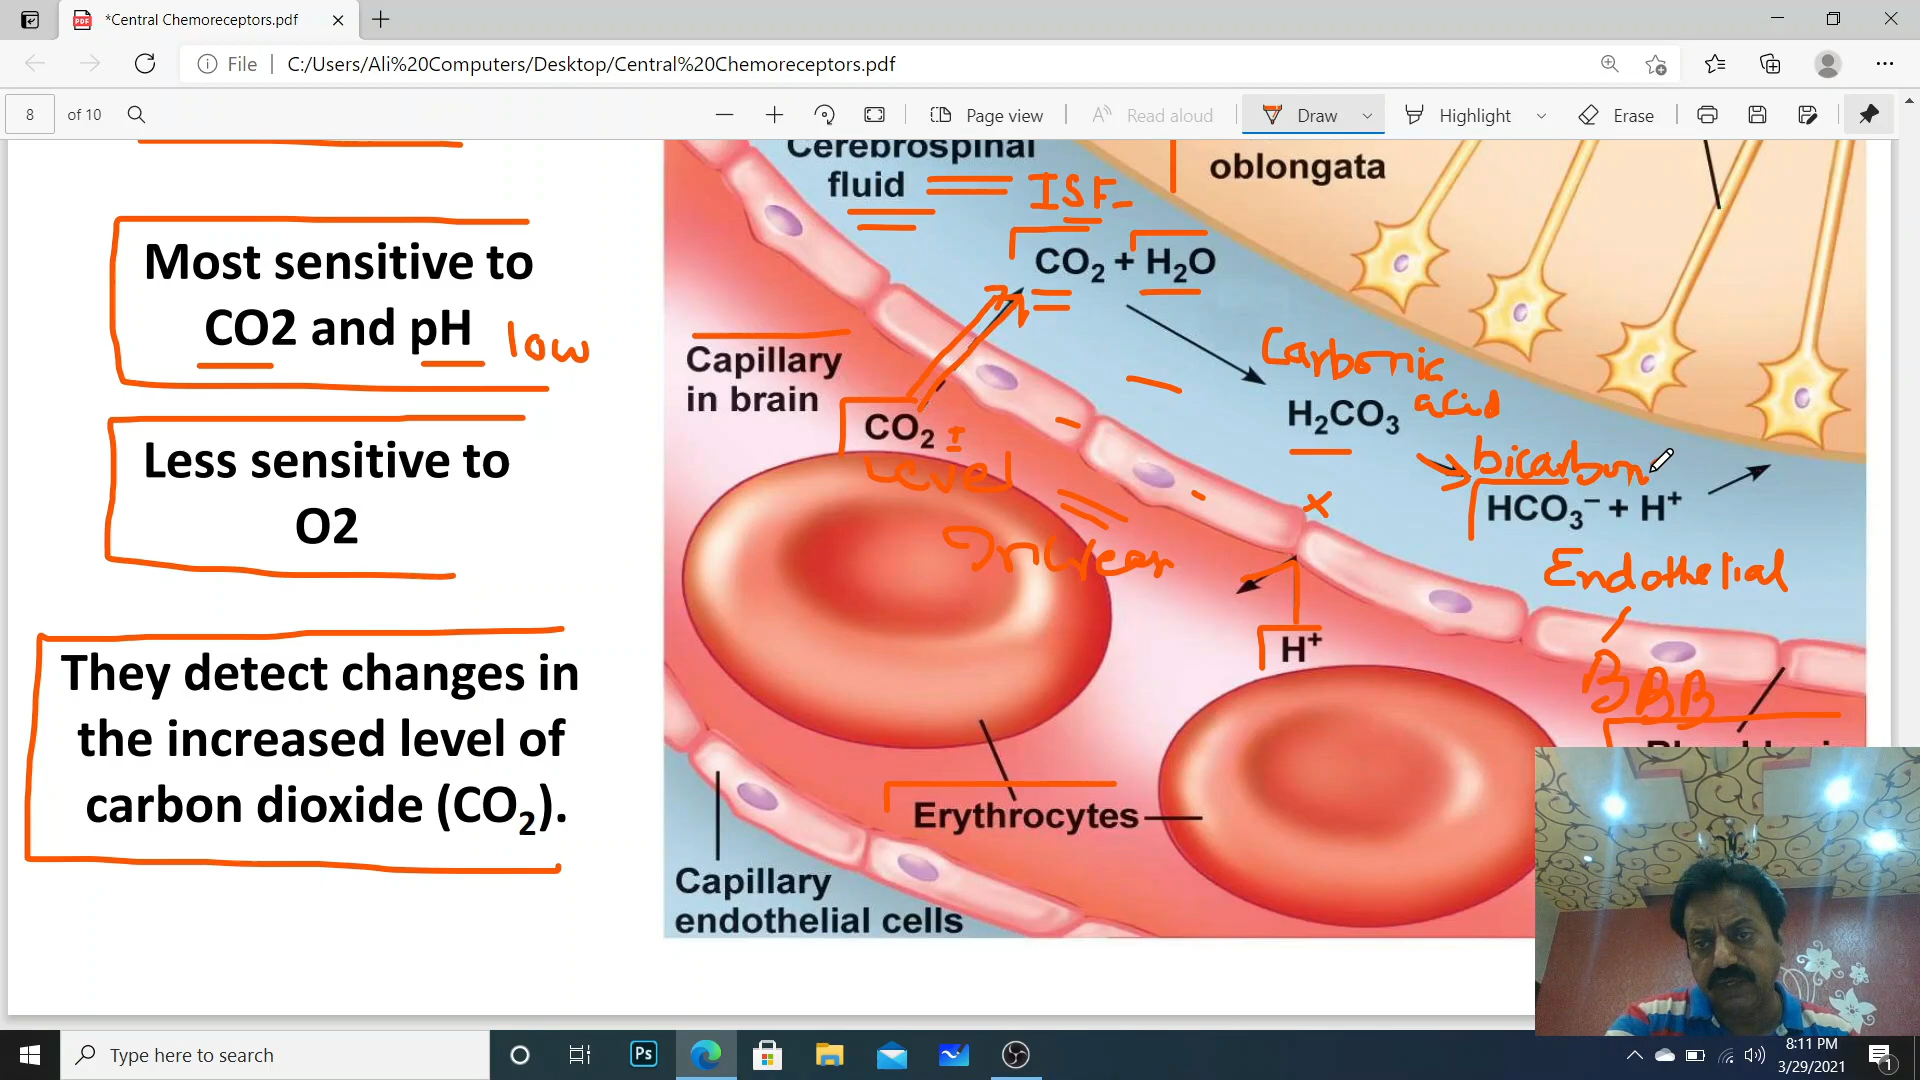 *Central Chemoreceptors.pdf
File
C:/Users/Ali%20Computers/Desktop/Central%20Chemoreceptors.pdf
8 of 10
Page view
Read aloud
Draw
Highlight
Erase
Most sensitive to
CO2 and pH
low
Less sensitive to
O2
They detect changes in
the increased level of
carbon dioxide (CO₂).
Cerebrospinal
fluid
ISF
oblongata
CO₂ + H₂O
Capillary
in brain
CO₂
Level
Carbonic
acid
H₂CO₃
bicarbon
HCO₃⁻ + H⁺
Endothelial
BBB
x
H⁺
Erythrocytes
Capillary
endothelial cells
Type here to search
Ps
8:11 PM
3/29/2021
1